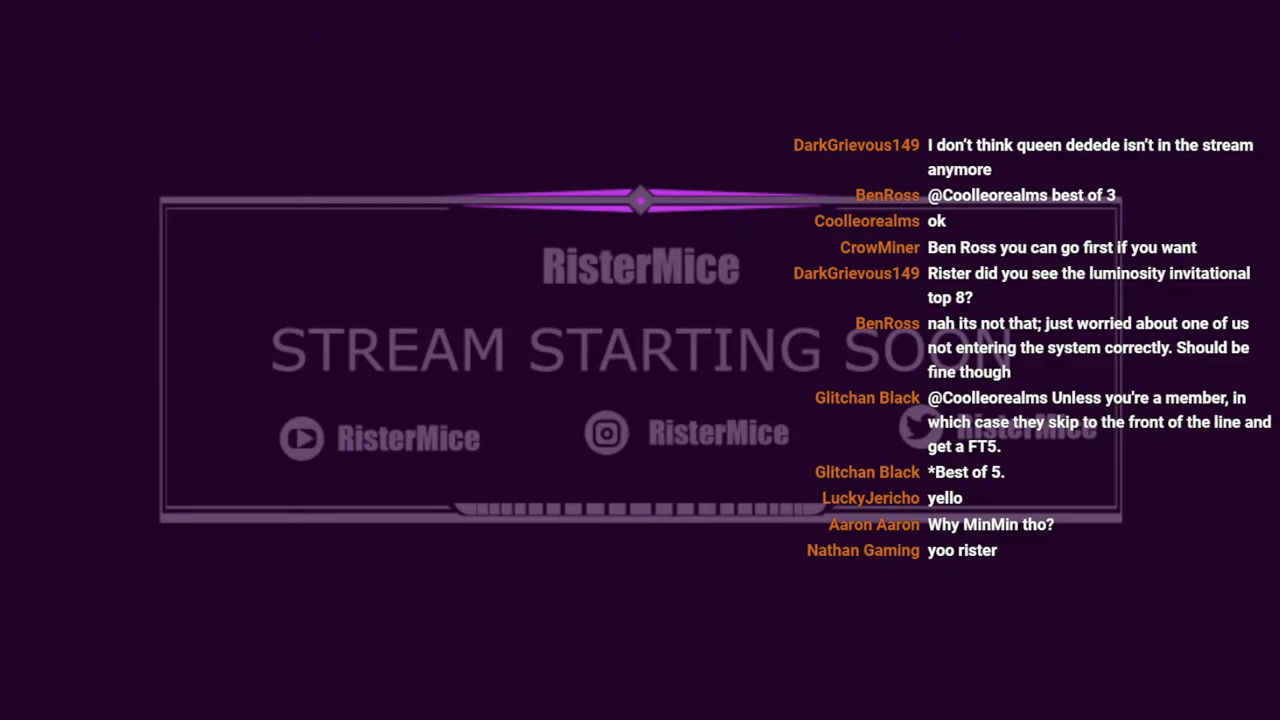 DarkGrievous149 I don't think queen dedede isn't in the stream
anymore
BenRoss @Coolleorealms best of 3
Coolleorealms ok
CrowMiner Ben Ross you can go first if you want
RisterMice
DarkGrievous149 Rister did you see the luminosity invitational
top 8?
BenRoss nah its not that; just worried about one of us
not entering the system correctly. Should be
fine though
STREAM STARTING SOON
Glitchan Black @Coolleorealms Unless you're a member, in
which case they skip to the front of the line and
get a FT5.
RisterMice
RisterMice
RisterMice
Glitchan Black *Best of 5.
LuckyJericho yello
Aaron Aaron Why MinMin tho?
Nathan Gaming yoo rister